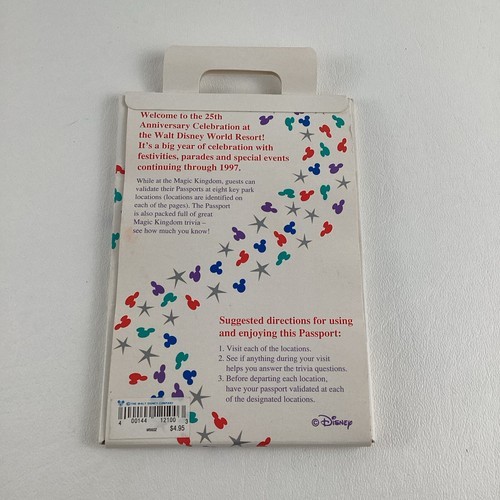 Welcome to the 25th
Anniversary Celebration at
the Walt Disney World Resort!
It's a big year of celebration with
festivities, parades and special events
continuing through 1997.
While at the Magic Kingdom, guests can
validate their Passports at eight key park
locations (locations are identified on
each of the pages). The Passport
is also packed full of great
Magic Kingdom trivia –
see how much you know!
Suggested directions for using
and enjoying this Passport:
1. Visit each of the locations.
2. See if anything during your visit
helps you answer the trivia questions.
3. Before departing each location,
have your passport validated at each
of the designated locations.
© Disney
© THE WALT DISNEY COMPANY
4 00144 12100 3
$4.95